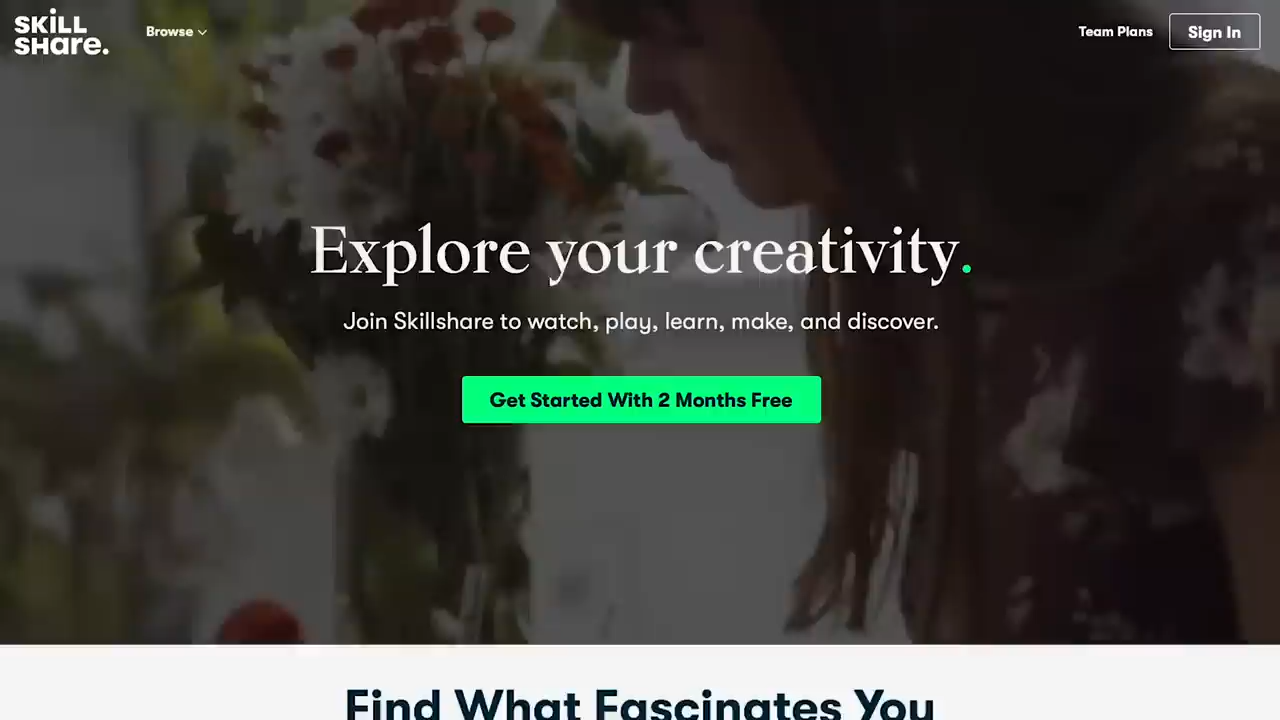 SKiLL
SHare.
Browse
Team Plans
Sign In
Explore your creativity.
Join Skillshare to watch, play, learn, make, and discover.
Get Started With 2 Months Free
Find What Fascinates You